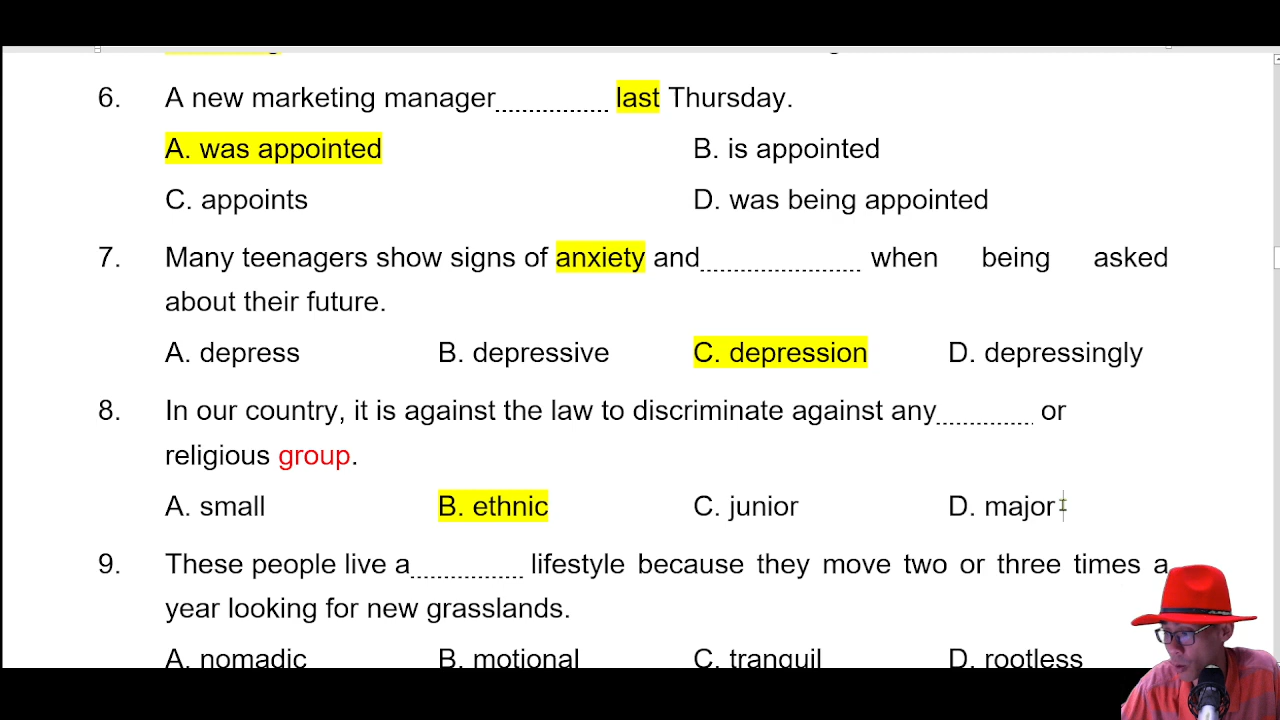 6. A new marketing manager............ last Thursday.
A. was appointed B. is appointed
C. appoints D. was being appointed
7. Many teenagers show signs of anxiety and.................... when being asked
about their future.
A. depress B. depressive C. depression D. depressingly
8. In our country, it is against the law to discriminate against any............ or
religious group.
A. small B. ethnic C. junior D. major
9. These people live a.............. lifestyle because they move two or three times a
year looking for new grasslands.
A. nomadic B. motional C. tranquil D. rootless